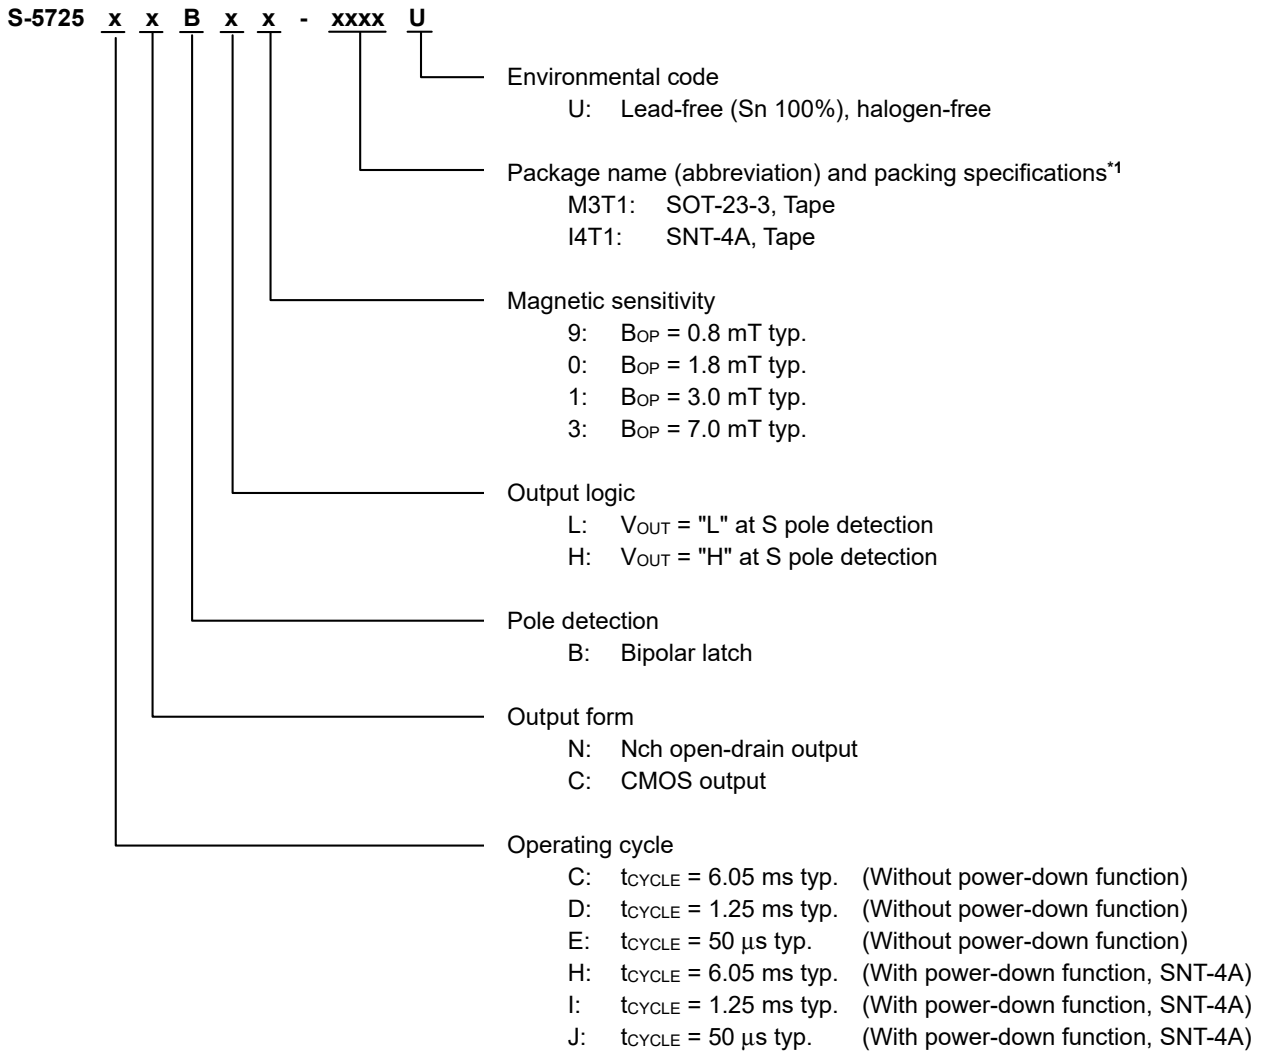 S-5725 x x B x x - xxxx U
Environmental code
U: Lead-free (Sn 100%), halogen-free
Package name (abbreviation) and packing specifications*1
M3T1: SOT-23-3, Tape
I4T1: SNT-4A, Tape
Magnetic sensitivity
9: BOP = 0.8 mT typ.
0: BOP = 1.8 mT typ.
1: BOP = 3.0 mT typ.
3: BOP = 7.0 mT typ.
Output logic
L: VOUT = "L" at S pole detection
H: VOUT = "H" at S pole detection
Pole detection
B: Bipolar latch
Output form
N: Nch open-drain output
C: CMOS output
Operating cycle
C: tCYCLE = 6.05 ms typ. (Without power-down function)
D: tCYCLE = 1.25 ms typ. (Without power-down function)
E: tCYCLE = 50 μs typ. (Without power-down function)
H: tCYCLE = 6.05 ms typ. (With power-down function, SNT-4A)
I: tCYCLE = 1.25 ms typ. (With power-down function, SNT-4A)
J: tCYCLE = 50 μs typ. (With power-down function, SNT-4A)